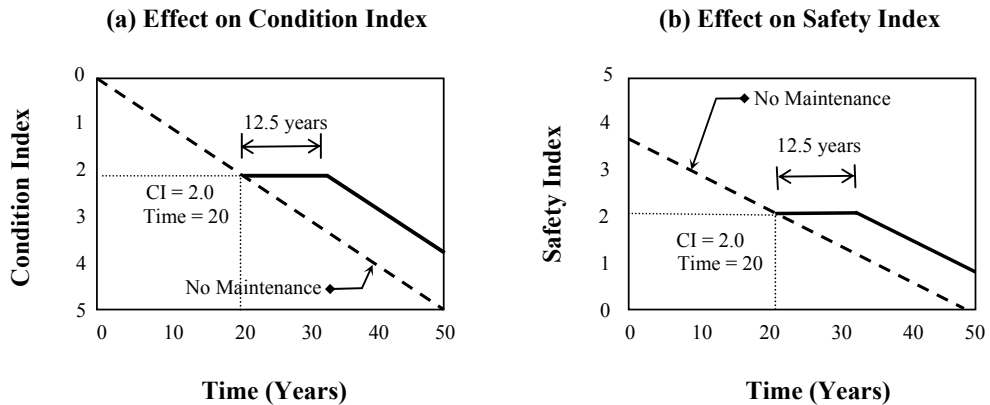 (a) Effect on Condition Index
Condition Index
0
1
2
3
4
5
12.5 years
CI = 2.0
Time = 20
No Maintenance
0 10 20 30 40 50
Time (Years)
(b) Effect on Safety Index
Safety Index
5
4
3
2
1
0
No Maintenance
12.5 years
CI = 2.0
Time = 20
0 10 20 30 40 50
Time (Years)